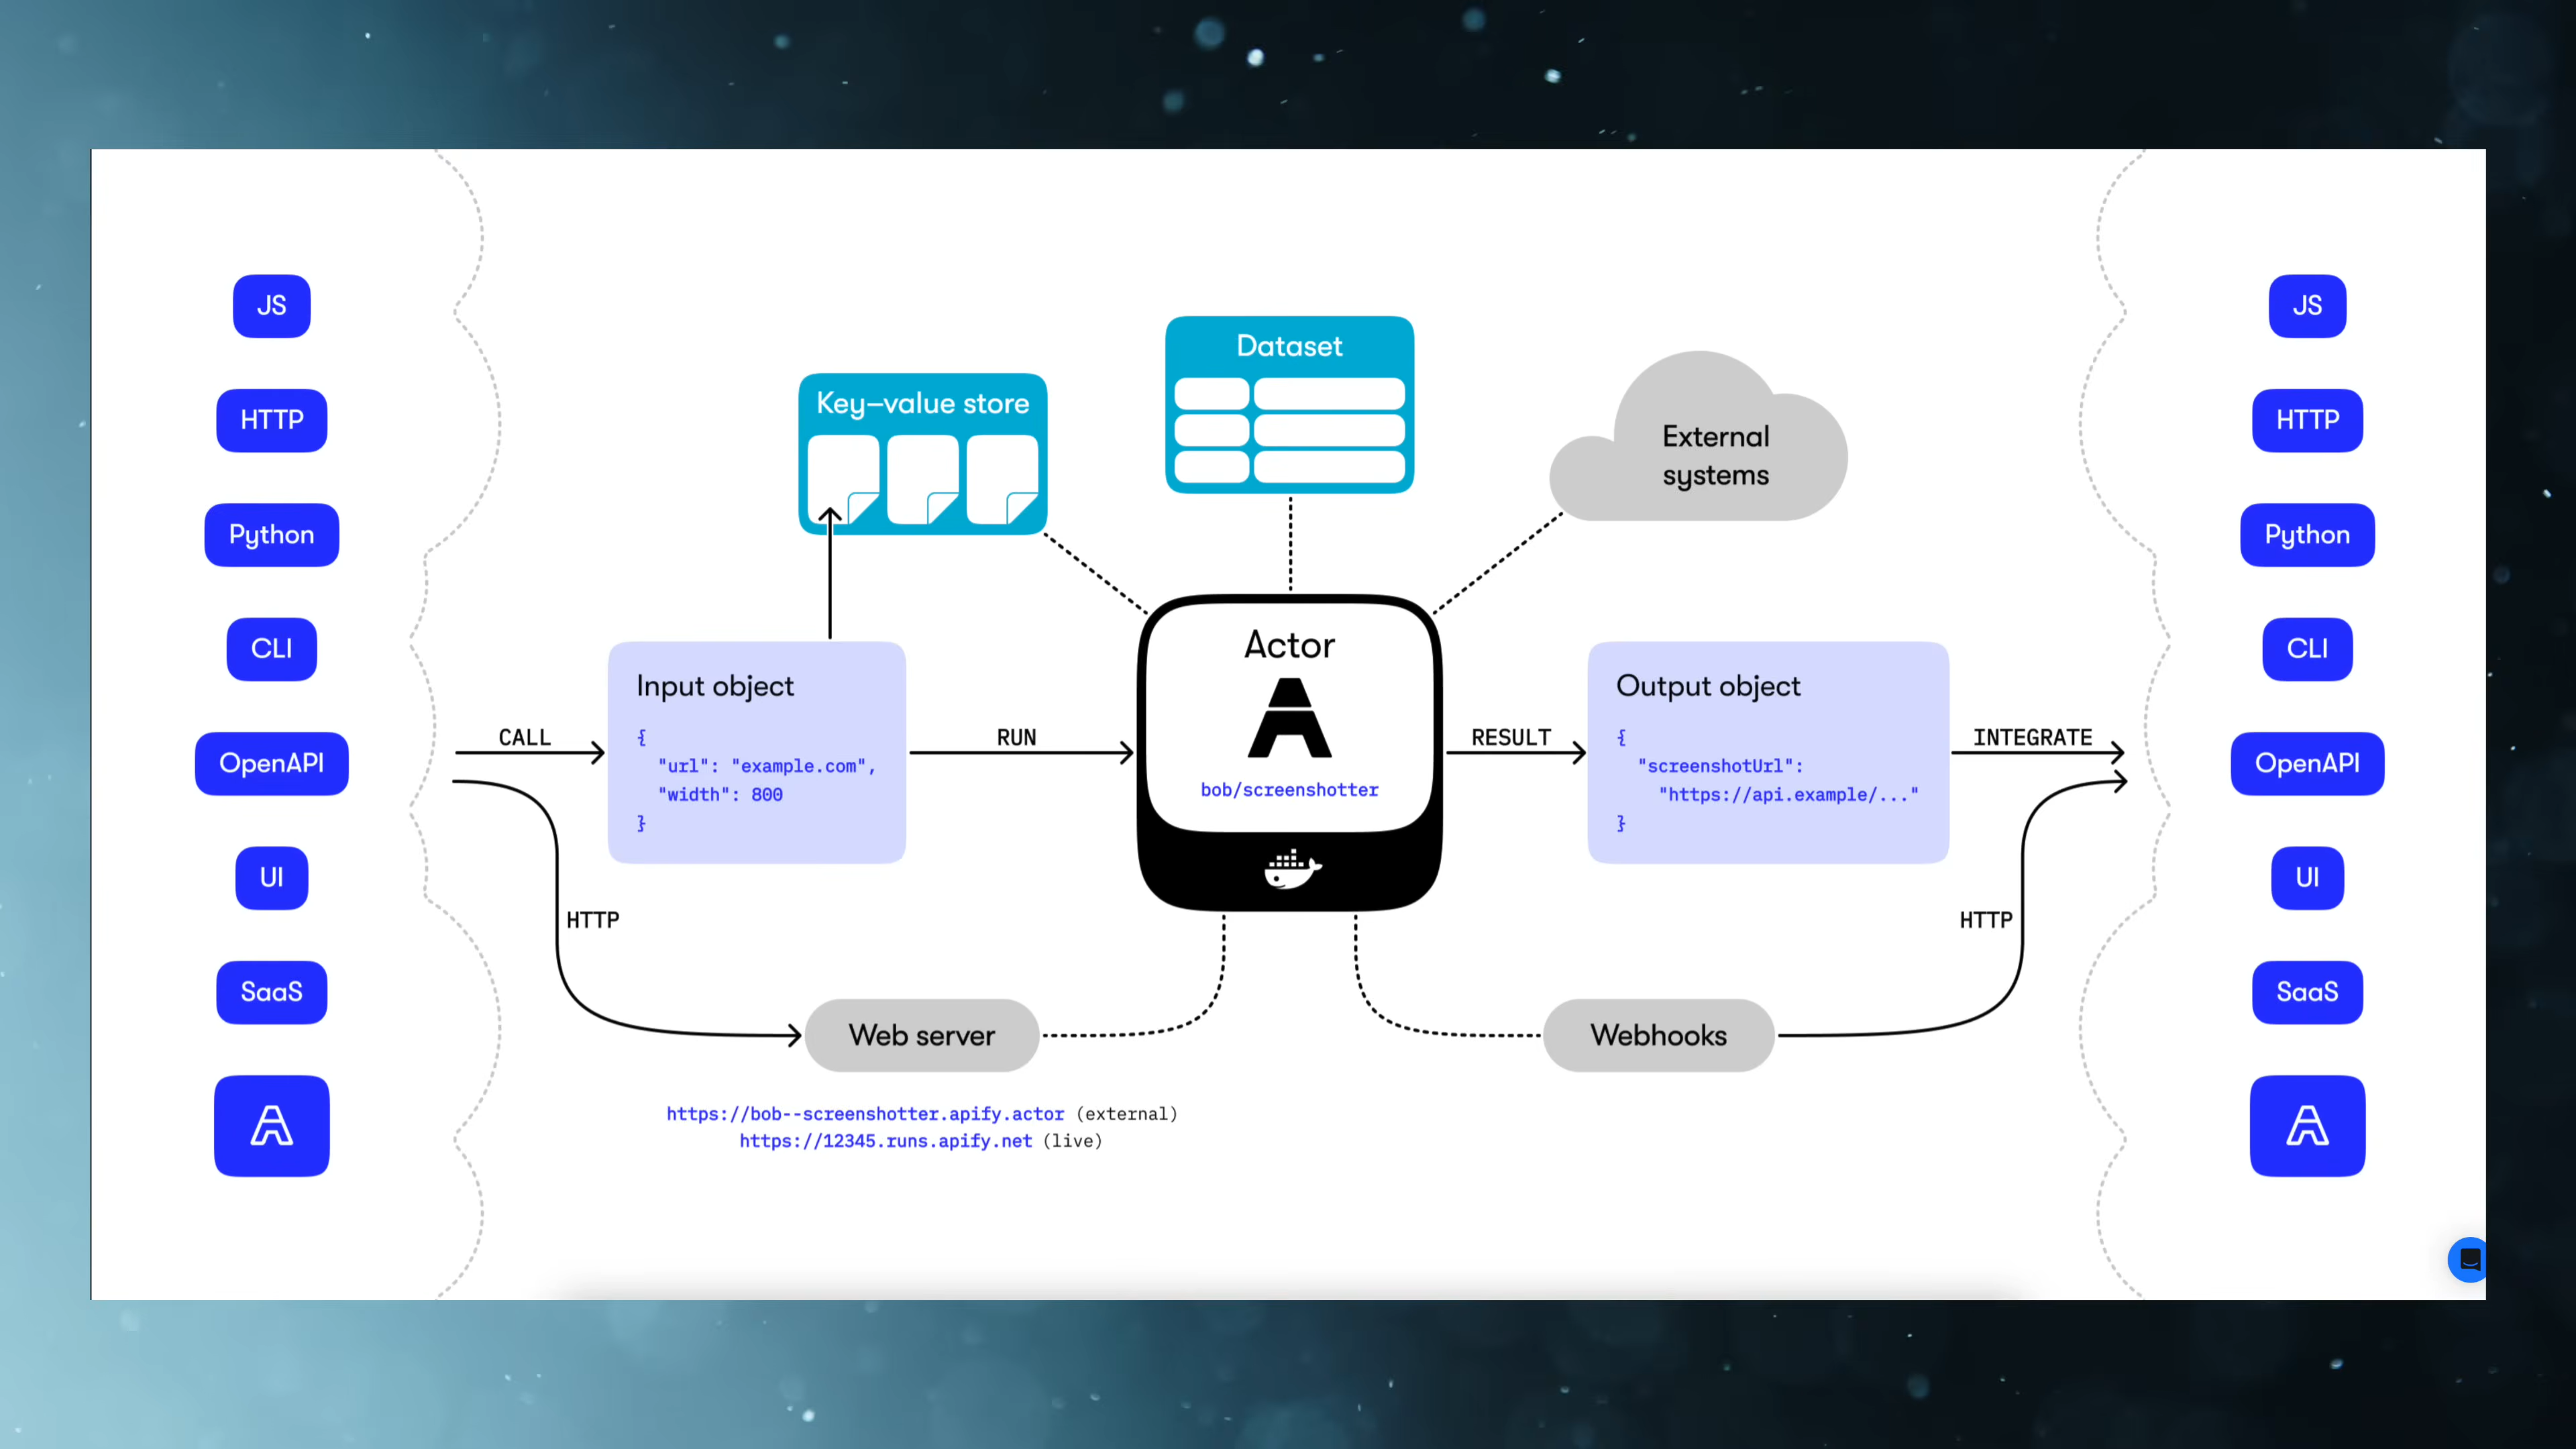 JS
HTTP
Python
CLI
OpenAPI
UI
SaaS
CALL
HTTP
Key–value store
Dataset
External
systems
Input object
{
"url": "example.com",
"width": 800
}
RUN
Actor
bob/screenshotter
RESULT
Output object
{
"screenshotUrl":
"https://api.example/..."
}
INTEGRATE
HTTP
Web server
https://bob--screenshotter.apify.actor (external)
https://12345.runs.apify.net (live)
Webhooks
JS
HTTP
Python
CLI
OpenAPI
UI
SaaS